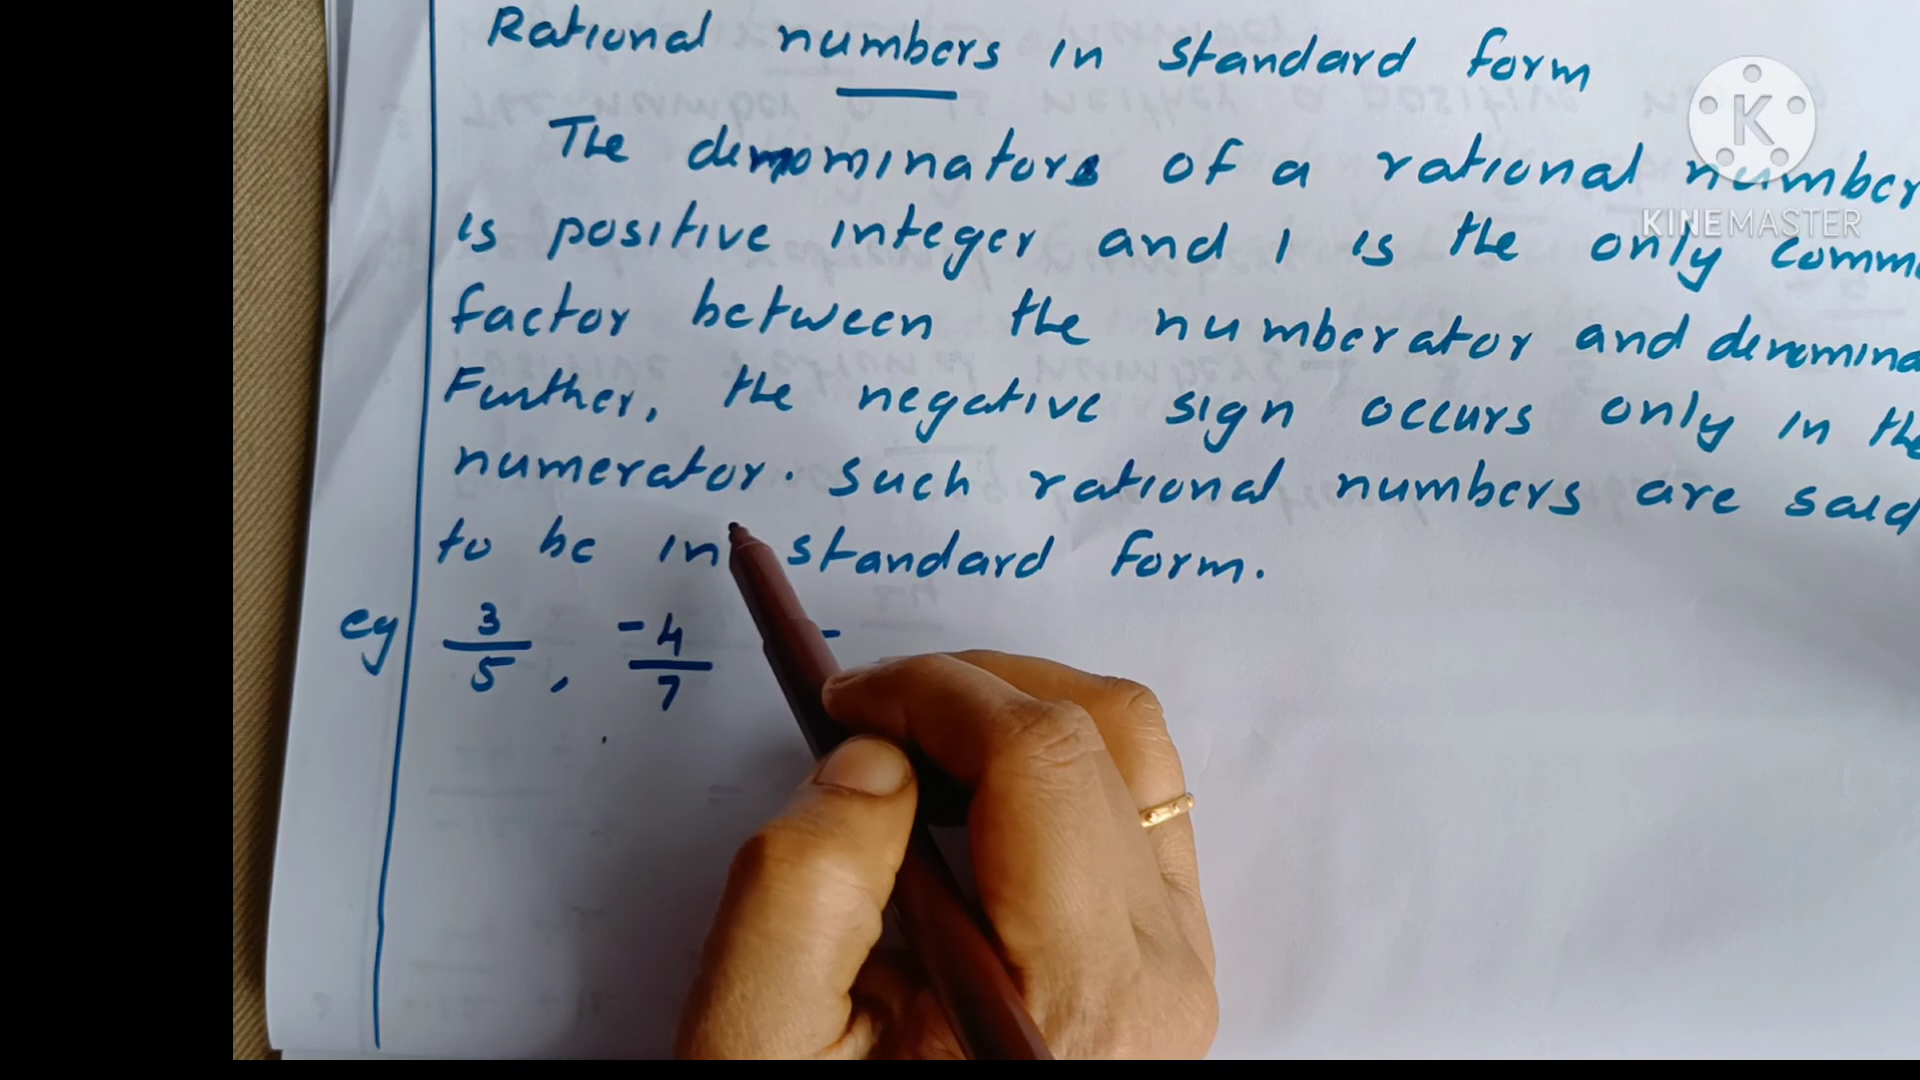 Rational numbers in standard form
The denominators of a rational number
is positive integer and 1 is the only comm
factor between the numberator and denomina
Further, the negative sign occurs only in the
numerator. Such rational numbers are said
to be in standard form.
eg 3/5, -4/7 -
K
KINEMASTER